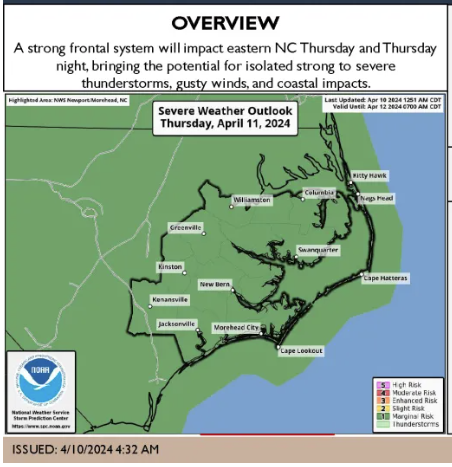 OVERVIEW
A strong frontal system will impact eastern NC Thursday and Thursday
night, bringing the potential for isolated strong to severe
thunderstorms, gusty winds, and coastal impacts.
Highlighted Area: NWS Newport/Morehead, NC
Last Updated: Apr 10 2024 1251 AM CDT
Valid Until: Apr 12 2024 0700 AM CDT
Severe Weather Outlook
Thursday, April 11, 2024
Kitty Hawk
Columbia
Nags Head
Williamston
Greenville
Swanquarter
Kinston
Cape Hatteras
New Bern
Kenansville
Jacksonville
Morehead City
Cape Lookout
NOAA
National Weather Service
Storm Prediction Center
https://www.spc.noaa.gov
5 High Risk
4 Moderate Risk
3 Enhanced Risk
2 Slight Risk
1 Marginal Risk
Thunderstorms
ISSUED: 4/10/2024 4:32 AM